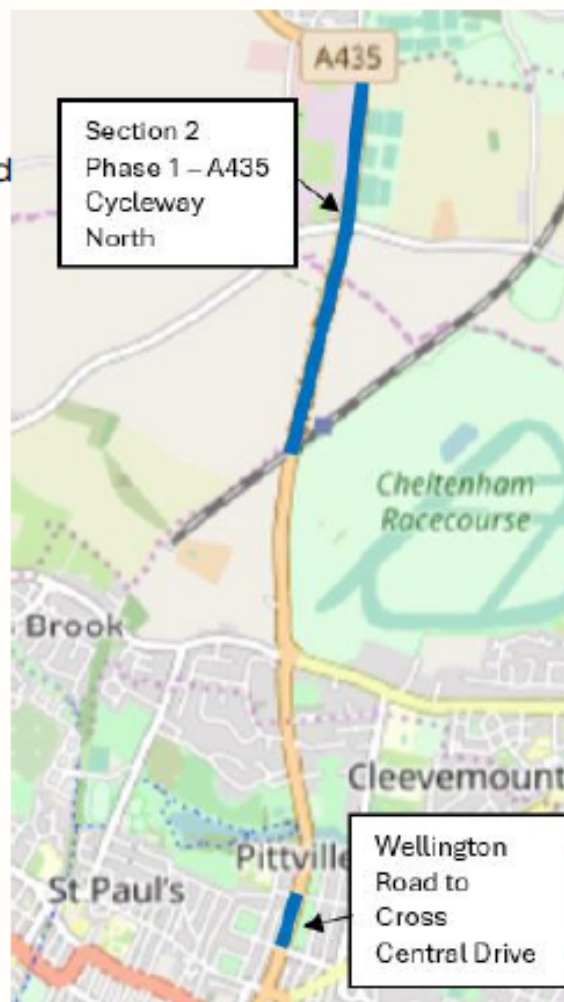 A435
Section 2
Phase 1 – A435
Cycleway
North
d
Cheltenham
Racecourse
Brook
Cleevemount
Pittville
St Paul's
Wellington
Road to
Cross
Central Drive